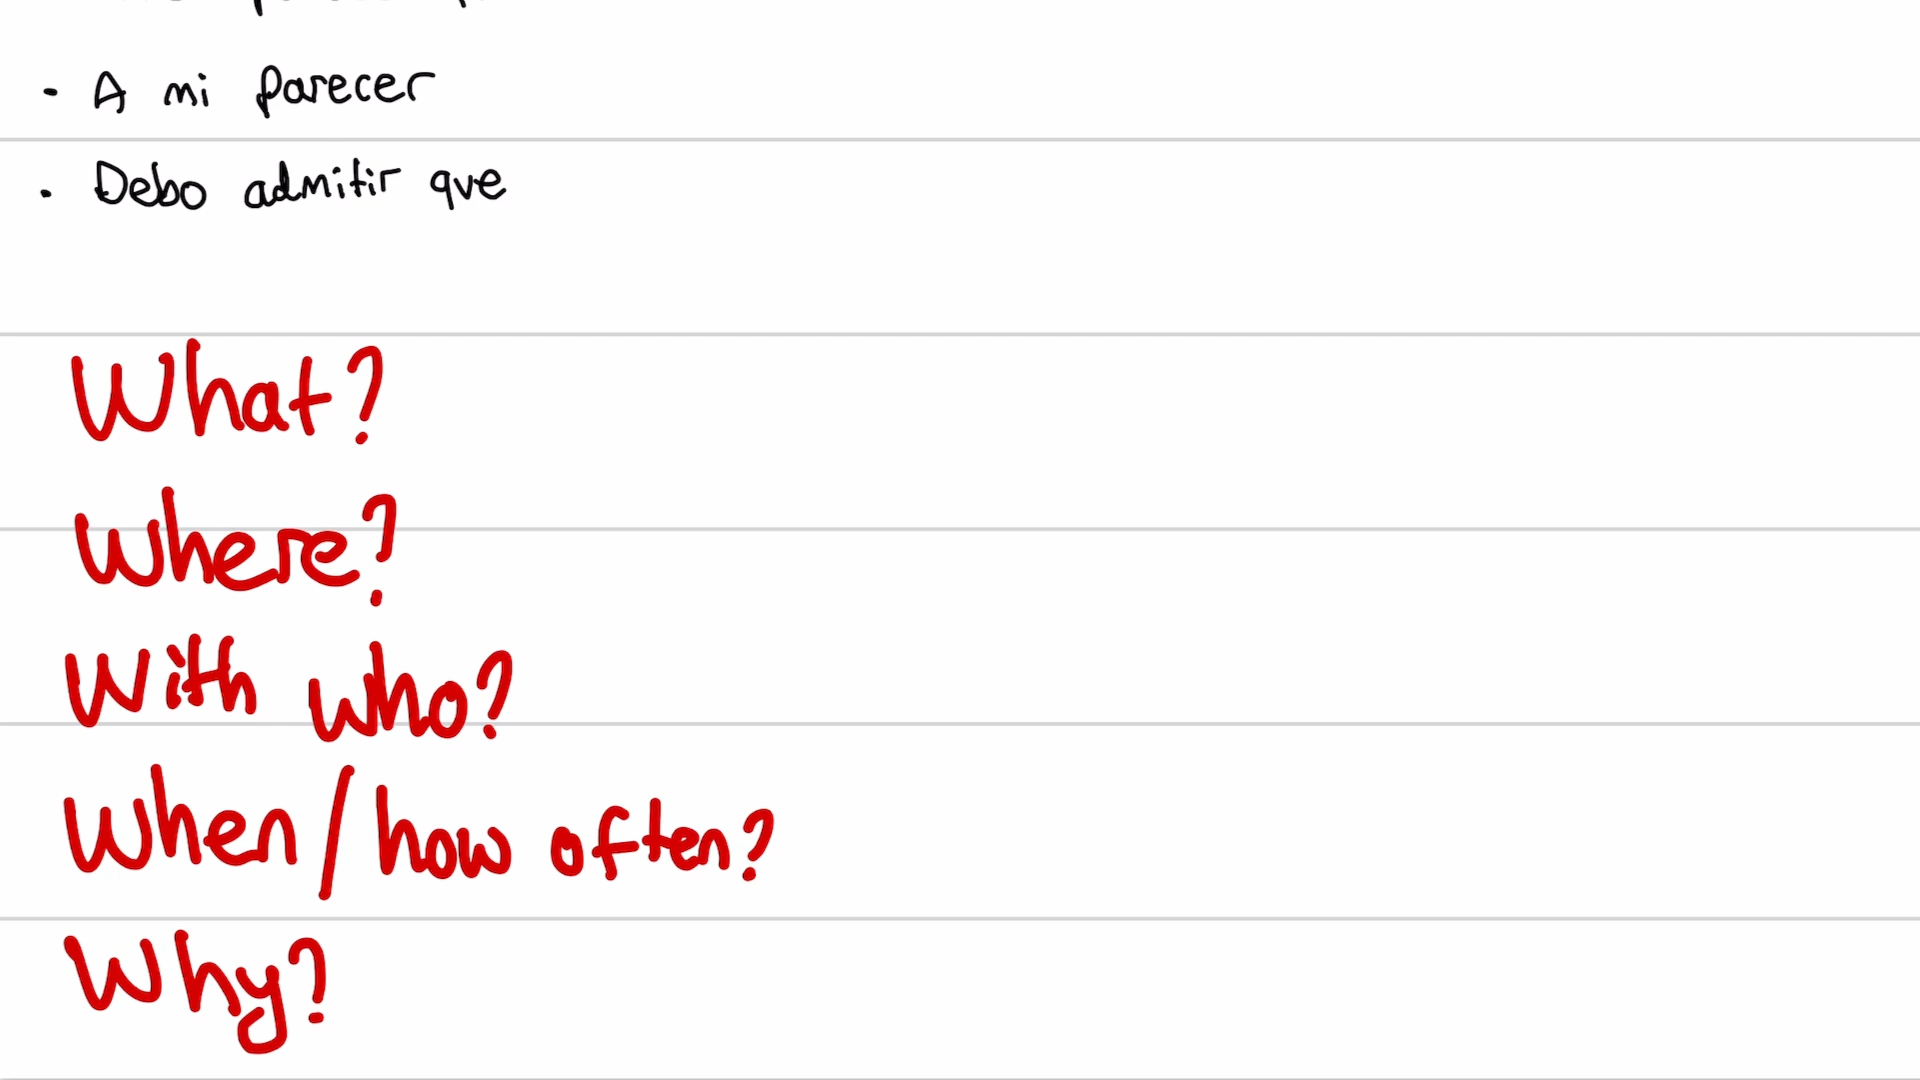 · A mi parecer
· Debo admitir que
What?
Where?
With who?
When/how often?
Why?